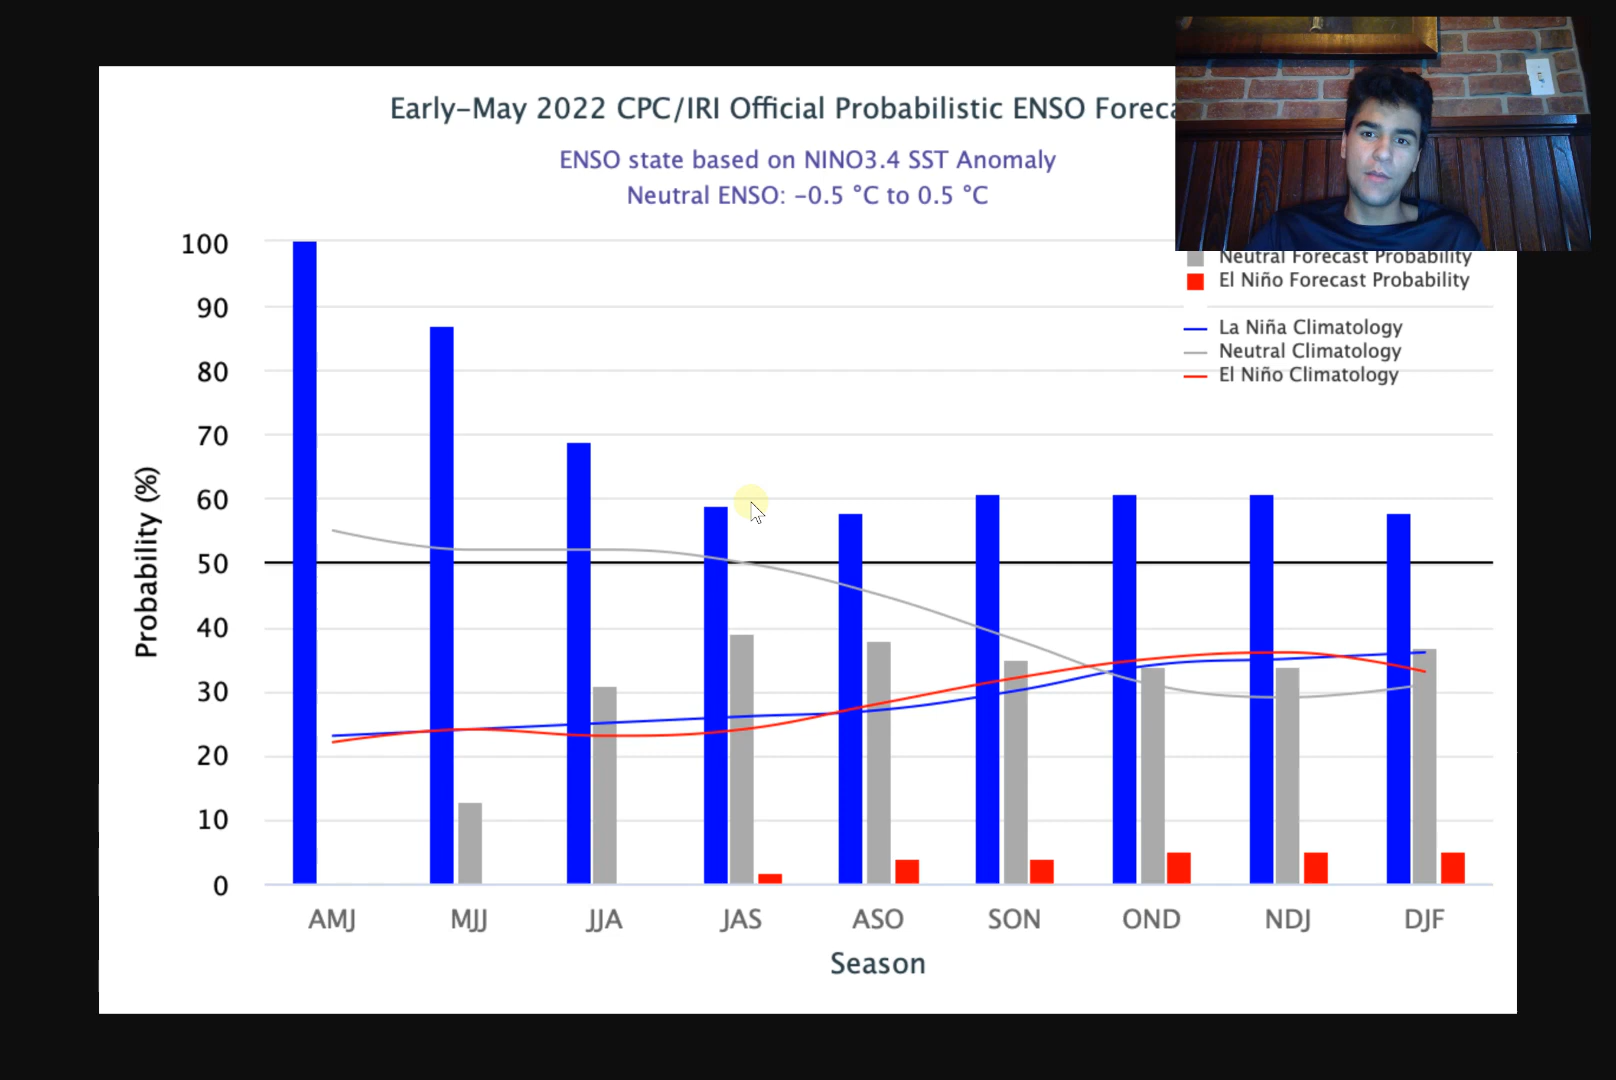 Early-May 2022 CPC/IRI Official Probabilistic ENSO
ENSO state based on NINO3.4 SST Anomaly
Neutral ENSO: -0.5 °C to 0.5 °C
Neutral Forecast Probability
El Niño Forecast Probability
La Niña Climatology
Neutral Climatology
El Niño Climatology
Probability (%)
100
90
80
70
60
50
40
30
20
10
0
AMJ MJJ JJA JAS ASO SON OND NDJ DJF
Season